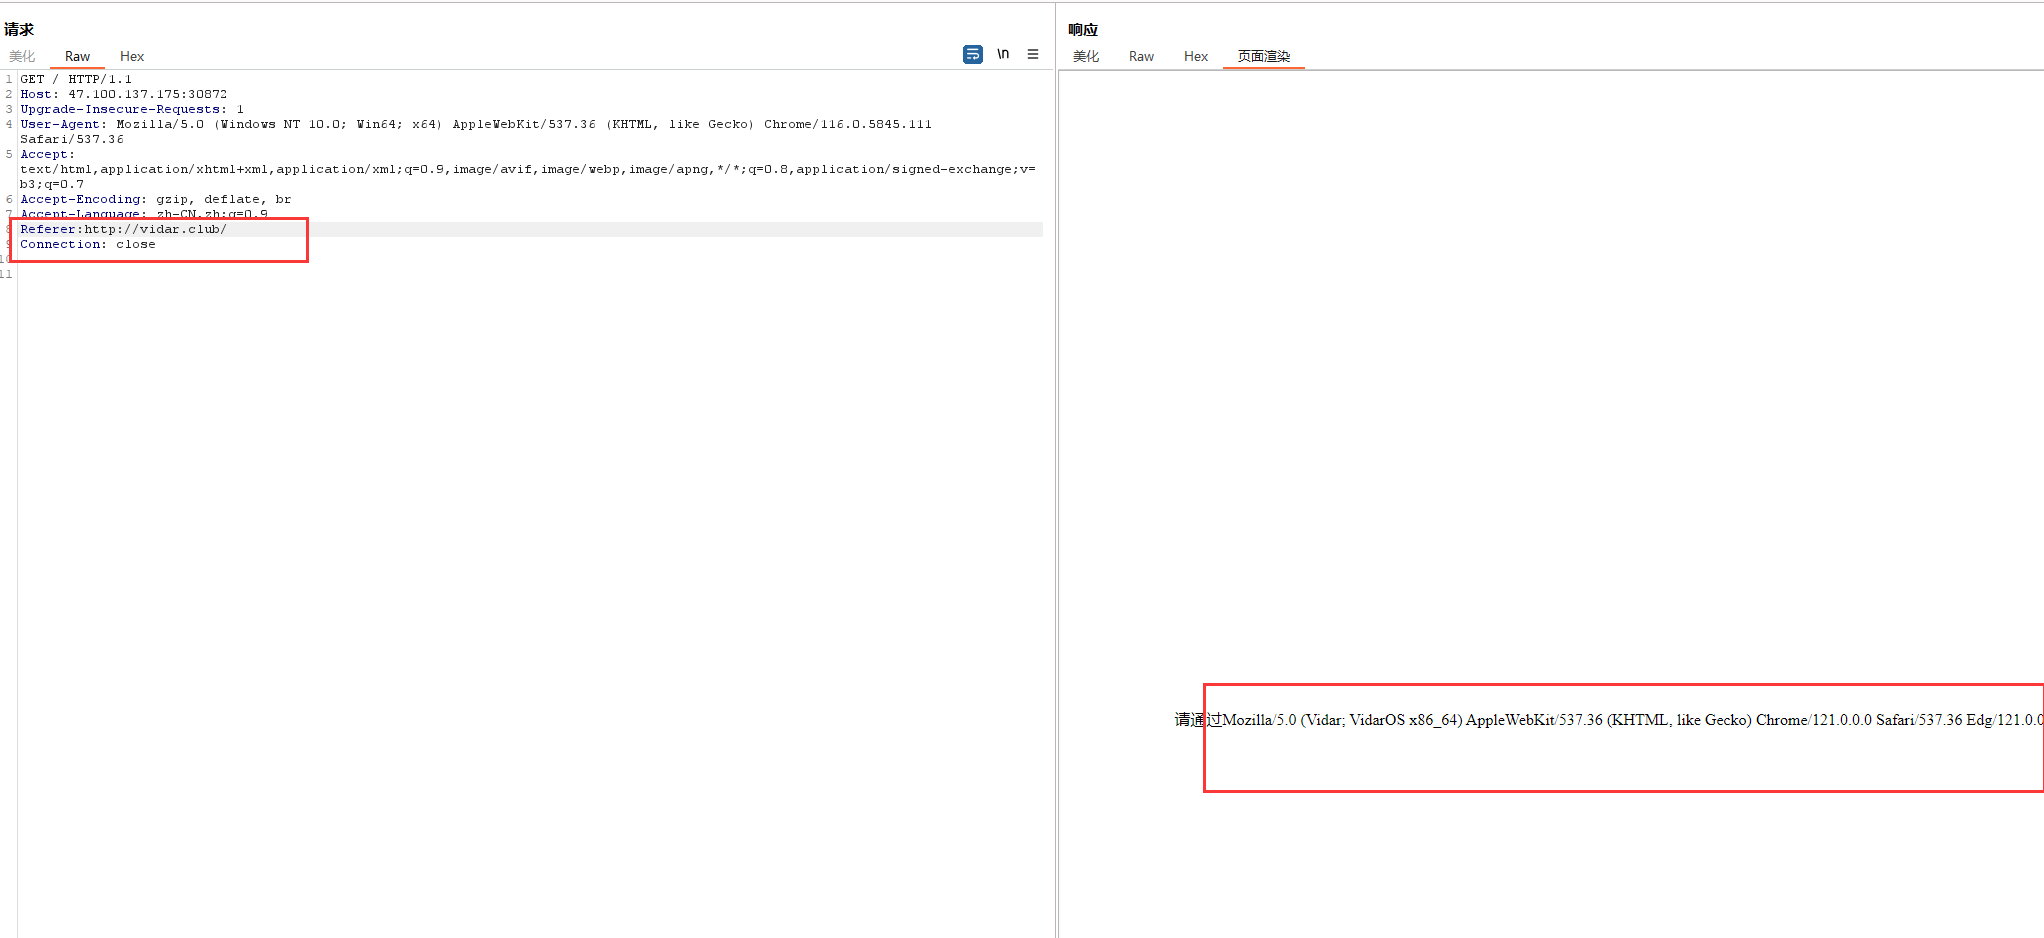 请求
美化 Raw Hex
\n
1 GET / HTTP/1.1
2 Host: 47.100.137.175:30872
3 Upgrade-Insecure-Requests: 1
4 User-Agent: Mozilla/5.0 (Windows NT 10.0; Win64; x64) AppleWebKit/537.36 (KHTML, like Gecko) Chrome/116.0.5845.111
Safari/537.36
5 Accept:
text/html,application/xhtml+xml,application/xml;q=0.9,image/avif,image/webp,image/apng,*/*;q=0.8,application/signed-exchange;v=
b3;q=0.7
6 Accept-Encoding: gzip, deflate, br
7 Accept-Language: zh-CN,zh;q=0.9
8 Referer:http://vidar.club/
9 Connection: close
10
11
响应
美化 Raw Hex 页面渲染
请通过Mozilla/5.0 (Vidar; VidarOS x86_64) AppleWebKit/537.36 (KHTML, like Gecko) Chrome/121.0.0.0 Safari/537.36 Edg/121.0.0